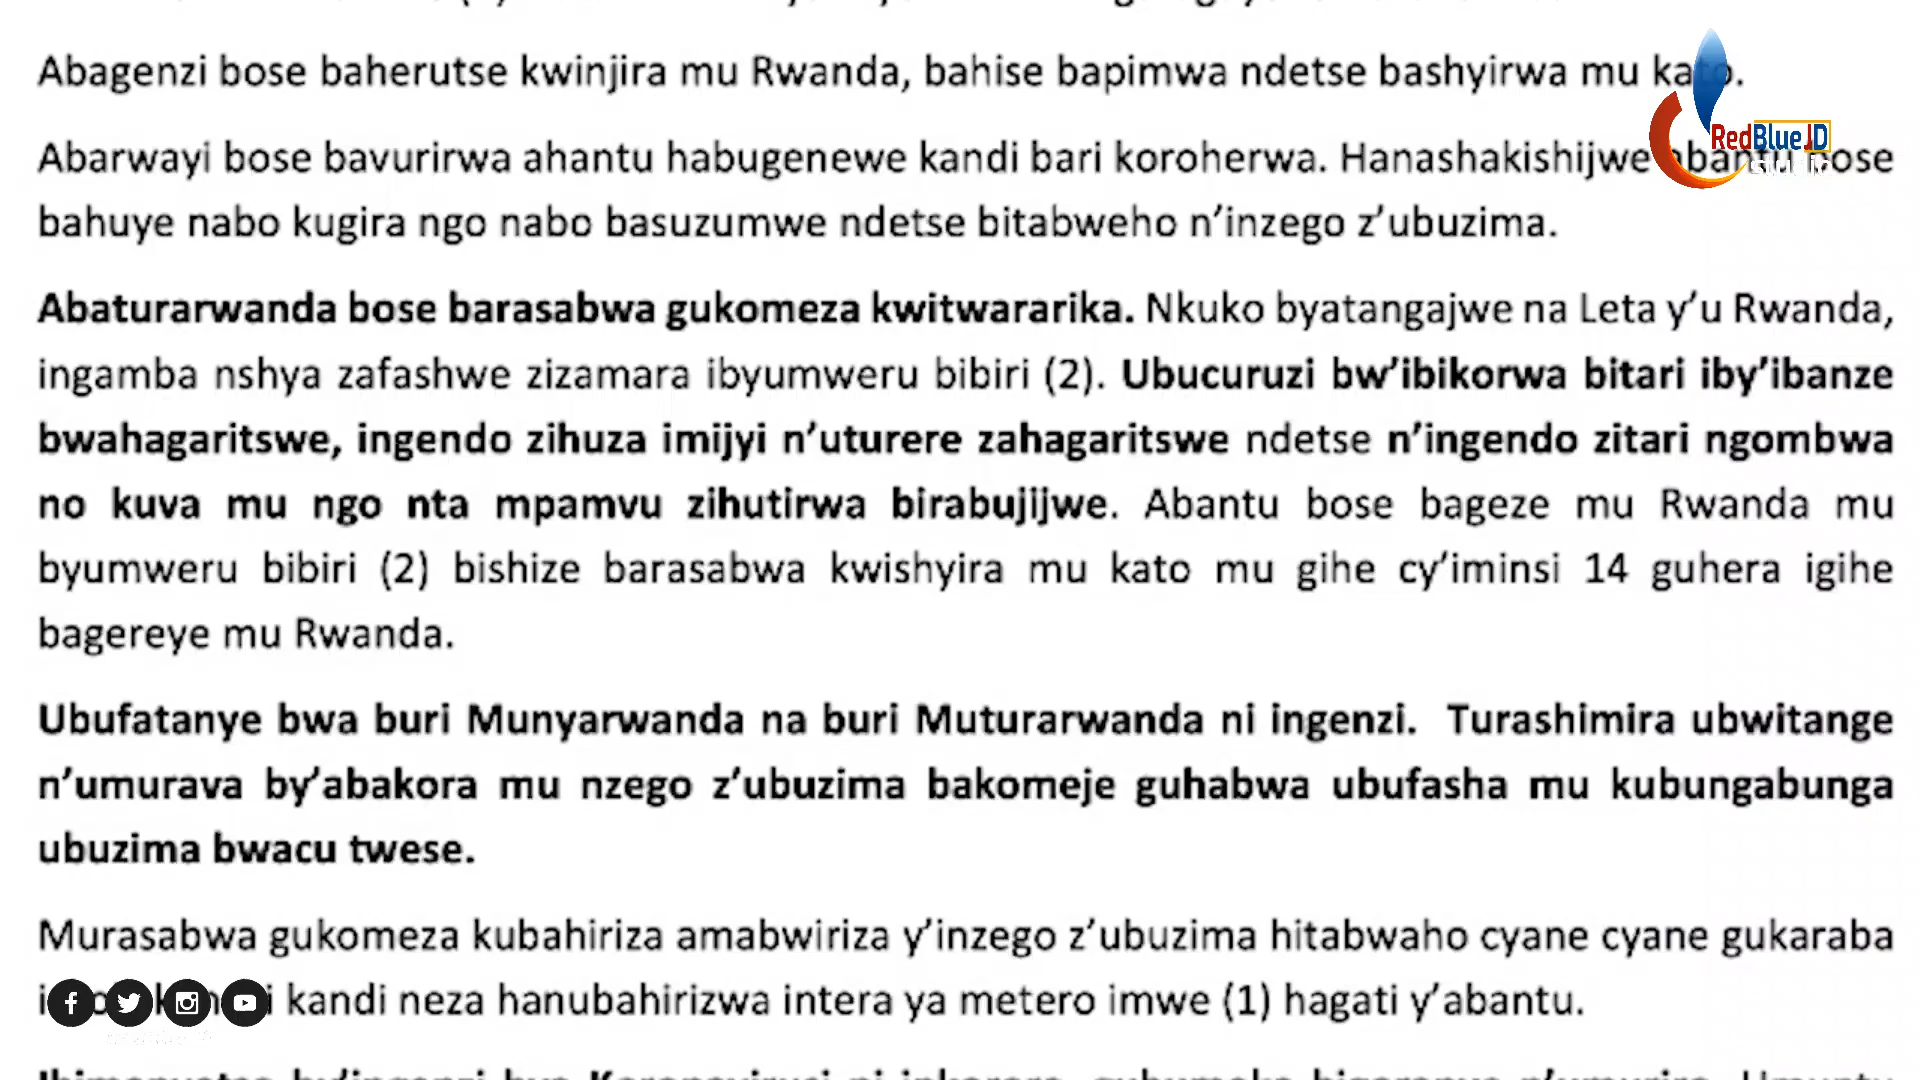 Abagenzi bose baherutse kwinjira mu Rwanda, bahise bapimwa ndetse bashyirwa mu kato.
RedBlue JD
Abarwayi bose bavurirwa ahantu habugenewe kandi bari koroherwa. Hanashakishijwe abantu bose
bahuye nabo kugira ngo nabo basuzumwe ndetse bitabweho n’inzego z’ubuzima.
Abaturarwanda bose barasabwa gukomeza kwitwararika. Nkuko byatangajwe na Leta y’u Rwanda,
ingamba nshya zafashwe zizamara ibyumweru bibiri (2). Ubucuruzi bw’ibikorwa bitari iby’ibanze
bwahagaritswe, ingendo zihuza imijyi n’uturere zahagaritswe ndetse n’ingendo zitari ngombwa
no kuva mu ngo nta mpamvu zihutirwa birabujijwe. Abantu bose bageze mu Rwanda mu
byumweru bibiri (2) bishize barasabwa kwishyira mu kato mu gihe cy’iminsi 14 guhera igihe
bagereye mu Rwanda.
Ubufatanye bwa buri Munyarwanda na buri Muturarwanda ni ingenzi. Turashimira ubwitange
n’umurava by’abakora mu nzego z’ubuzima bakomeje guhabwa ubufasha mu kubungabunga
ubuzima bwacu twese.
Murasabwa gukomeza kubahiriza amabwiriza y’inzego z’ubuzima hitabwaho cyane cyane gukaraba
kandi neza hanubahirizwa intera ya metero imwe (1) hagati y’abantu.